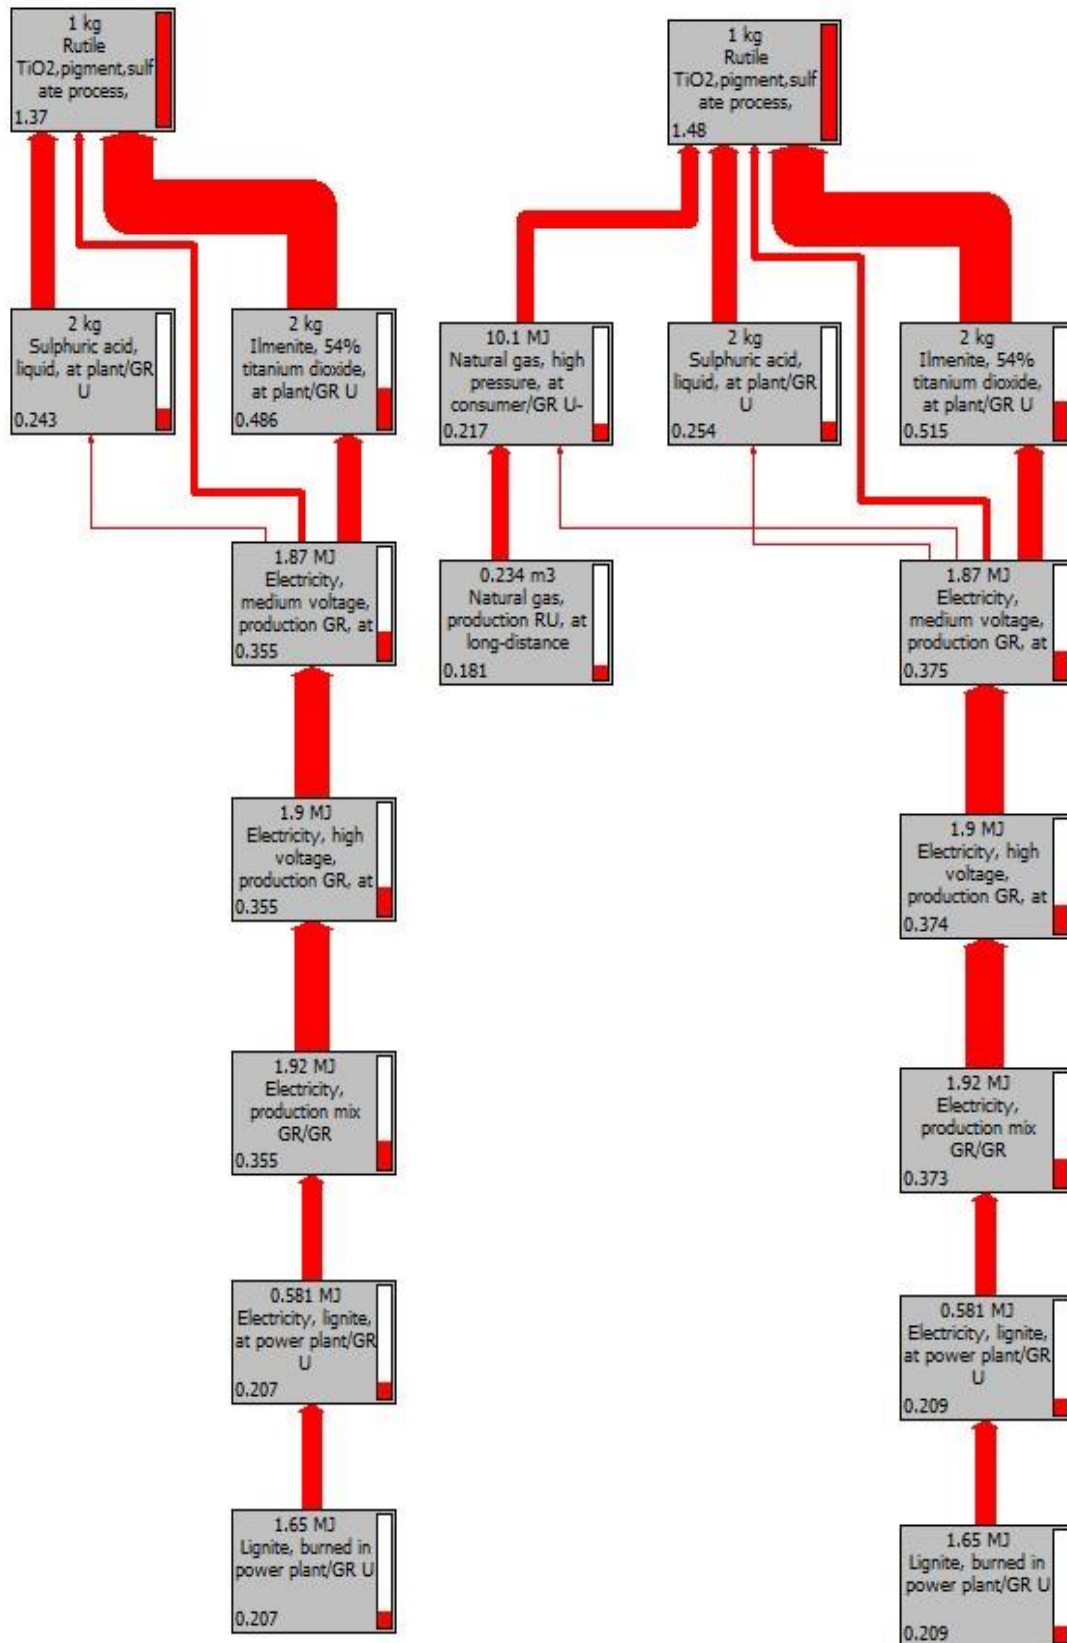 1 kg
Rutile
TiO2,pigment,sulf
ate process,
1.37
2 kg
Sulphuric acid,
liquid, at plant/GR
U
0.243
2 kg
Ilmenite, 54%
titanium dioxide,
at plant/GR U
0.486
1.87 MJ
Electricity,
medium voltage,
production GR, at
0.355
1.9 MJ
Electricity, high
voltage,
production GR, at
0.355
1.92 MJ
Electricity,
production mix
GR/GR
0.355
0.581 MJ
Electricity, lignite,
at power plant/GR
U
0.207
1.65 MJ
Lignite, burned in
power plant/GR U
0.207
1 kg
Rutile
TiO2,pigment,sulf
ate process,
1.48
10.1 MJ
Natural gas, high
pressure, at
consumer/GR U-
0.217
2 kg
Sulphuric acid,
liquid, at plant/GR
U
0.254
2 kg
Ilmenite, 54%
titanium dioxide,
at plant/GR U
0.515
0.234 m3
Natural gas,
production RU, at
long-distance
0.181
1.87 MJ
Electricity,
medium voltage,
production GR, at
0.375
1.9 MJ
Electricity, high
voltage,
production GR, at
0.374
1.92 MJ
Electricity,
production mix
GR/GR
0.373
0.581 MJ
Electricity, lignite,
at power plant/GR
U
0.209
1.65 MJ
Lignite, burned in
power plant/GR U
0.209